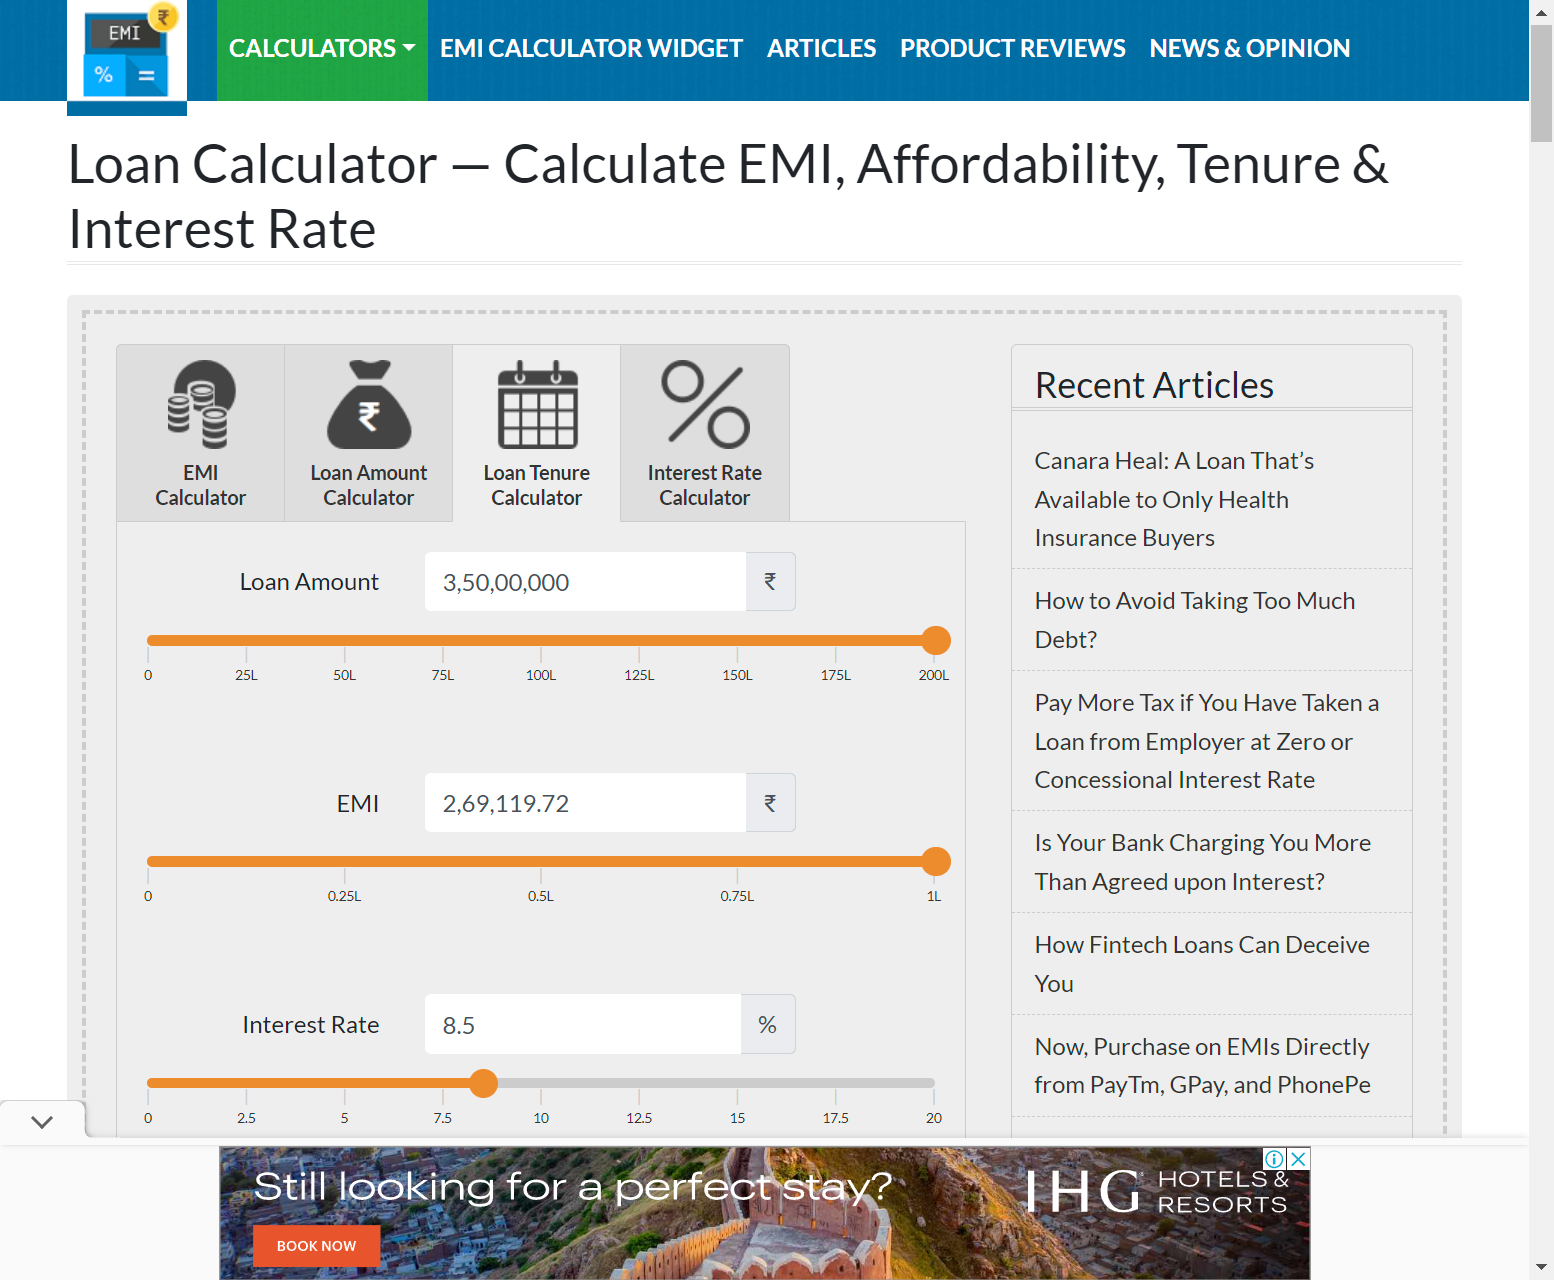 EMI
₹
%
=
CALCULATORS
EMI CALCULATOR WIDGET
ARTICLES
PRODUCT REVIEWS
NEWS & OPINION
Loan Calculator — Calculate EMI, Affordability, Tenure &
Interest Rate
EMI
Calculator
₹
Loan Amount
Calculator
Loan Tenure
Calculator
Interest Rate
Calculator
Loan Amount
3,50,00,000
₹
0 25L 50L 75L 100L 125L 150L 175L 200L
EMI
2,69,119.72
₹
0 0.25L 0.5L 0.75L 1L
Interest Rate
8.5
%
0 2.5 5 7.5 10 12.5 15 17.5 20
Recent Articles
Canara Heal: A Loan That’s
Available to Only Health
Insurance Buyers
How to Avoid Taking Too Much
Debt?
Pay More Tax if You Have Taken a
Loan from Employer at Zero or
Concessional Interest Rate
Is Your Bank Charging You More
Than Agreed upon Interest?
How Fintech Loans Can Deceive
You
Now, Purchase on EMIs Directly
from PayTm, GPay, and PhonePe
Still looking for a perfect stay?
BOOK NOW
IHG HOTELS &
RESORTS